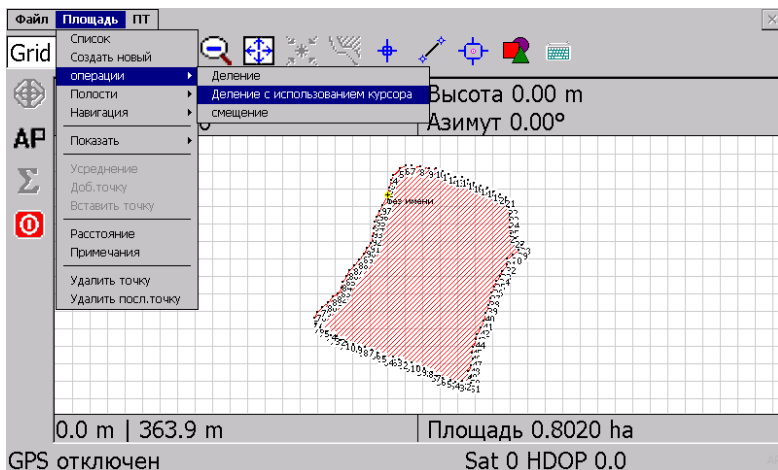 Файл Площадь ПТ
Grid
Список
Создать новый
операции
Полости
Навигация
Показать
Усреднение
Доб.точку
Вставить точку
Расстояние
Примечания
Удалить точку
Удалить посл.точку
Деление
Деление с использованием курсора
смещение
Высота 0.00 m
Азимут 0.00°
AP
Σ
без имени
0.0 m | 363.9 m
Площадь 0.8020 ha
GPS отключен
Sat 0 HDOP 0.0